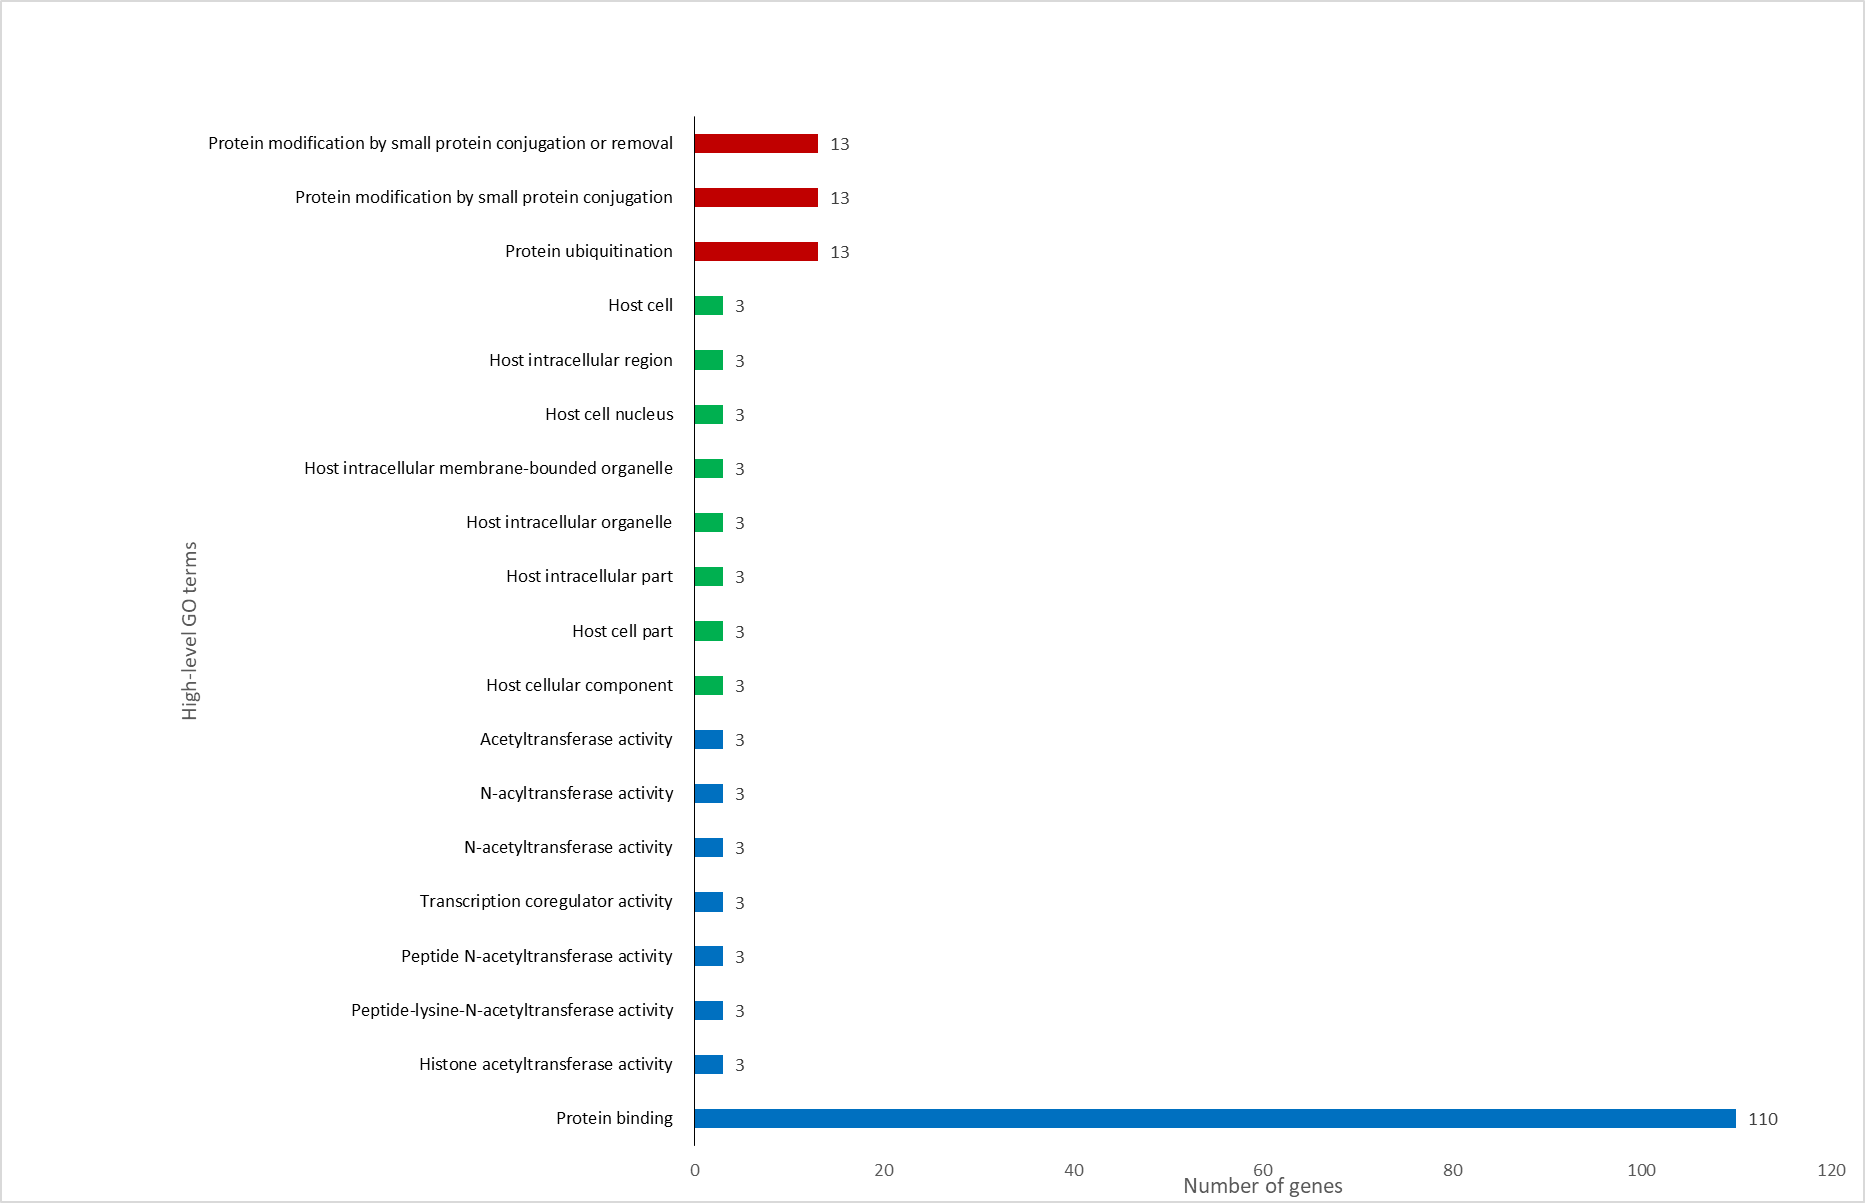 Protein modification by small protein conjugation or removal 13
Protein modification by small protein conjugation 13
Protein ubiquitination 13
Host cell 3
Host intracellular region 3
Host cell nucleus 3
Host intracellular membrane-bounded organelle 3
Host intracellular organelle 3
Host intracellular part 3
Host cell part 3
Host cellular component 3
Acetyltransferase activity 3
N-acyltransferase activity 3
N-acetyltransferase activity 3
Transcription coregulator activity 3
Peptide N-acetyltransferase activity 3
Peptide-lysine-N-acetyltransferase activity 3
Histone acetyltransferase activity 3
Protein binding 110
High-level GO terms
0 20 40 60 80 100 120
Number of genes